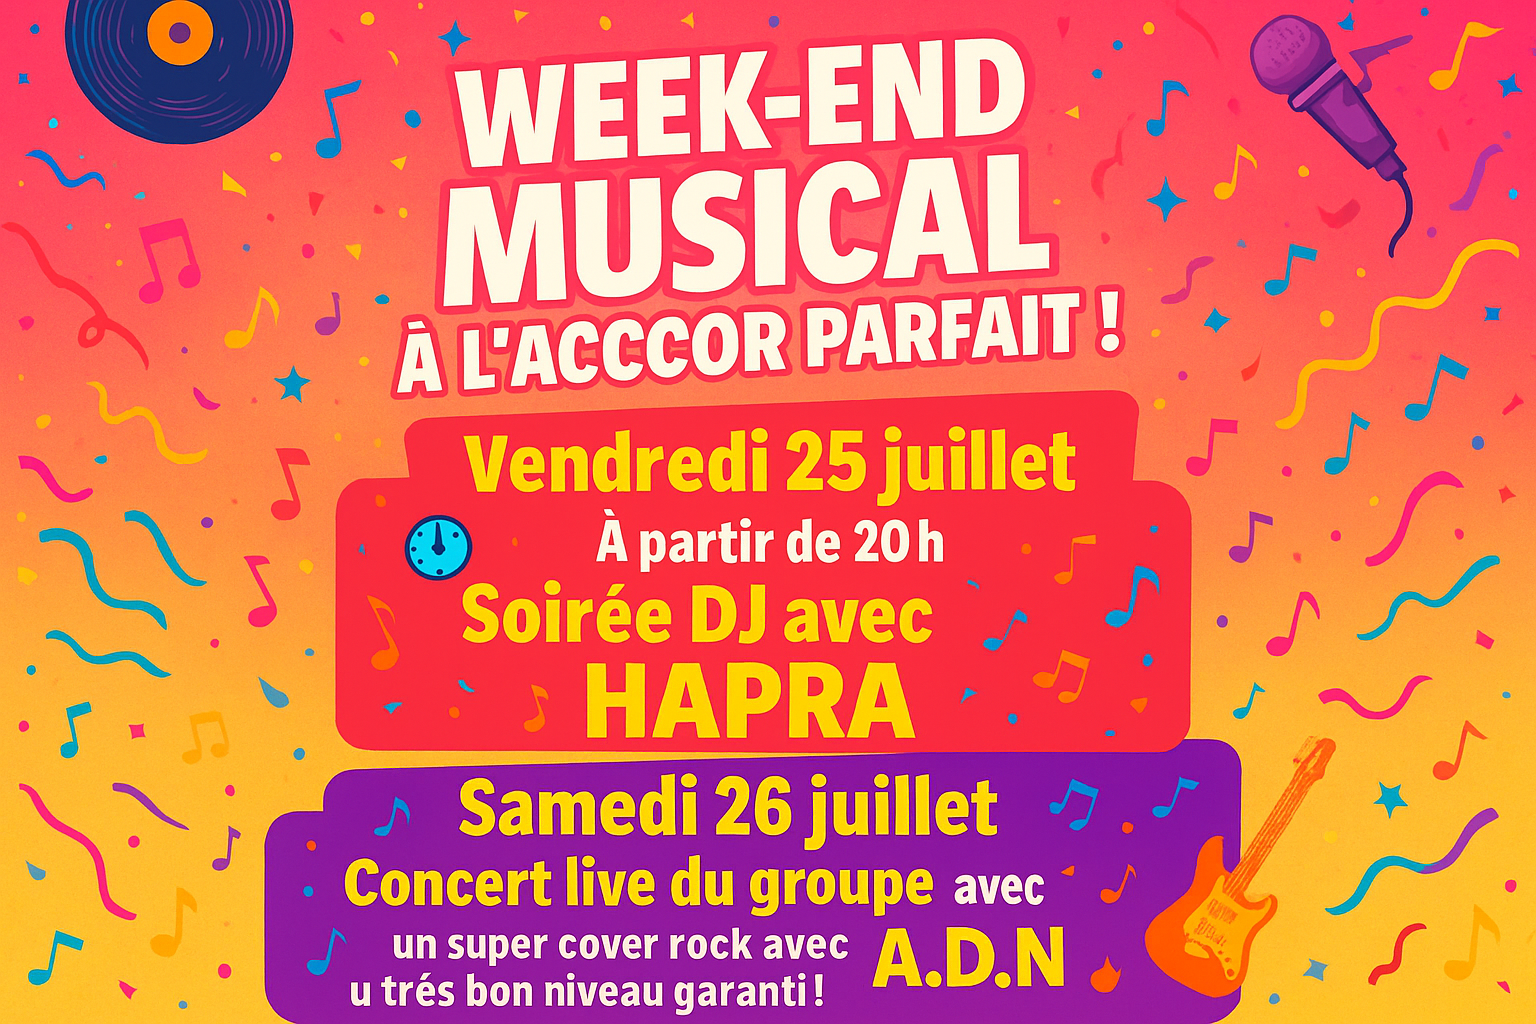 WEEK-END
MUSICAL
À L'ACCCOR PARFAIT !
Vendredi 25 juillet
À partir de 20 h
Soirée DJ avec
HAPRA
Samedi 26 juillet
Concert live du groupe avec
un super cover rock avec
A.D.N
u trés bon niveau garanti !